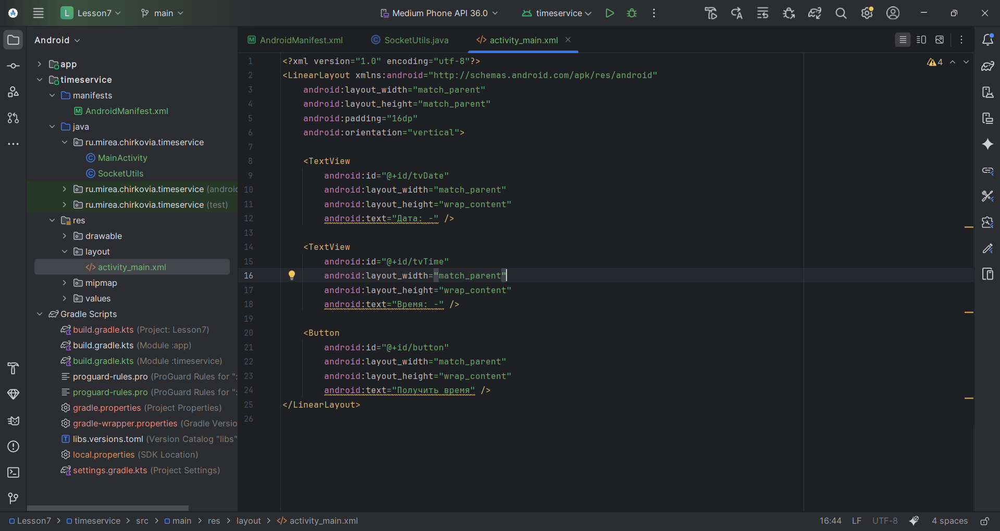 L Lesson7 main Medium Phone API 36.0 timeservice
Android
AndroidManifest.xml SocketUtils.java activity_main.xml
app
timeservice
manifests
AndroidManifest.xml
java
ru.mirea.chirkovia.timeservice
MainActivity
SocketUtils
ru.mirea.chirkovia.timeservice (androi
ru.mirea.chirkovia.timeservice (test)
res
drawable
layout
activity_main.xml
mipmap
values
Gradle Scripts
build.gradle.kts (Project: Lesson7)
build.gradle.kts (Module :app)
build.gradle.kts (Module :timeservice)
proguard-rules.pro (ProGuard Rules for ":
proguard-rules.pro (ProGuard Rules for ":
gradle.properties (Project Properties)
gradle-wrapper.properties (Gradle Versio
libs.versions.toml (Version Catalog "libs"
local.properties (SDK Location)
settings.gradle.kts (Project Settings)
4
1 <?xml version="1.0" encoding="utf-8"?>
2 <LinearLayout xmlns:android="http://schemas.android.com/apk/res/android"
3 android:layout_width="match_parent"
4 android:layout_height="match_parent"
5 android:padding="16dp"
6 android:orientation="vertical">
7
8 <TextView
9 android:id="@+id/tvDate"
10 android:layout_width="match_parent"
11 android:layout_height="wrap_content"
12 android:text="Дата: -" />
13
14 <TextView
15 android:id="@+id/tvTime"
16 android:layout_width="match_parent"
17 android:layout_height="wrap_content"
18 android:text="Время: -" />
19
20 <Button
21 android:id="@+id/button"
22 android:layout_width="match_parent"
23 android:layout_height="wrap_content"
24 android:text="Получить время" />
25 </LinearLayout>
26
Lesson7 > timeservice > src > main > res > layout > activity_main.xml
16:44 LF UTF-8 4 spaces